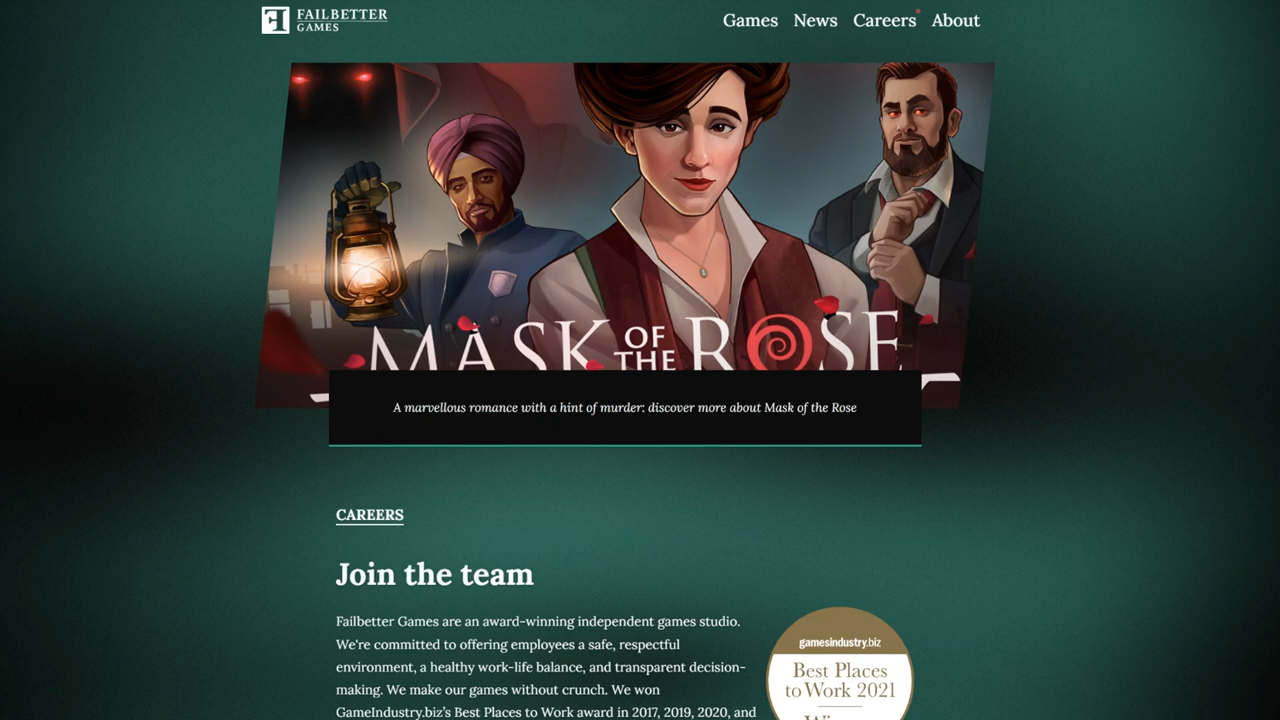 FAILBETTER
GAMES
Games News Careers About
MASK OF THE ROSE
A marvellous romance with a hint of murder: discover more about Mask of the Rose
CAREERS
Join the team
Failbetter Games are an award-winning independent games studio.
We're committed to offering employees a safe, respectful
environment, a healthy work-life balance, and transparent decision-
making. We make our games without crunch. We won
GameIndustry.biz's Best Places to Work award in 2017, 2019, 2020, and
gamesindustry.biz
Best Places
to Work 2021